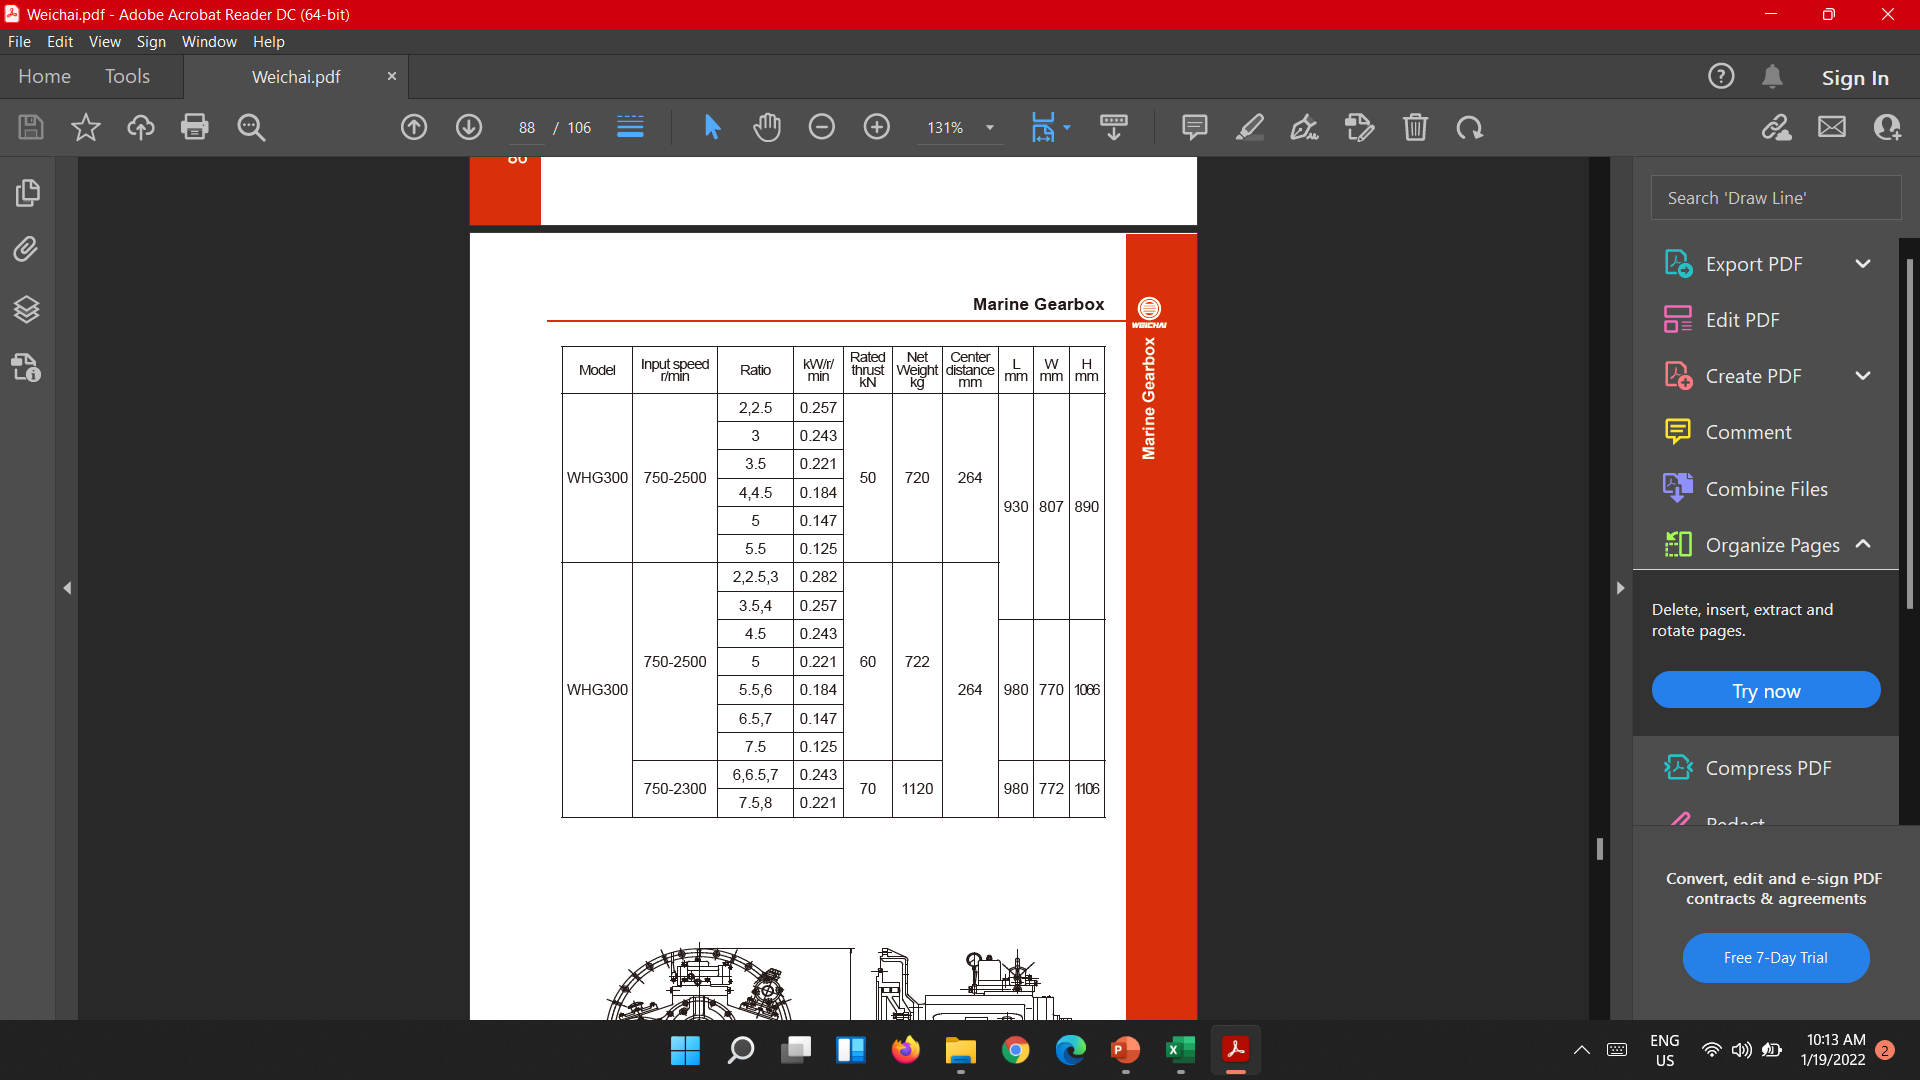 Weichai.pdf - Adobe Acrobat Reader DC (64-bit)
File Edit View Sign Window Help
Home Tools Weichai.pdf × Sign In
88 / 106 131%
Search 'Draw Line'
Export PDF
Edit PDF
Create PDF
Comment
Combine Files
Organize Pages
Delete, insert, extract and
rotate pages.
Try now
Compress PDF
Redact
Convert, edit and e-sign PDF
contracts & agreements
Free 7-Day Trial
Marine Gearbox
WEICHAI
Marine Gearbox
Model Input speed r/min Ratio kW/r/min Rated thrust kN Net Weight kg Center distance mm L mm W mm H mm
WHG300 750-2500 2,2.5 0.257 50 720 264 930 807 890
3 0.243
3.5 0.221
4,4.5 0.184
5 0.147
5.5 0.125
WHG300 750-2500 2,2.5,3 0.282 60 722 264
3.5,4 0.257
4.5 0.243 980 770 1066
5 0.221
5.5,6 0.184
6.5,7 0.147
7.5 0.125
750-2300 6,6.5,7 0.243 70 1120 980 772 1106
7.5,8 0.221
ENG
US
10:13 AM
1/19/2022
2